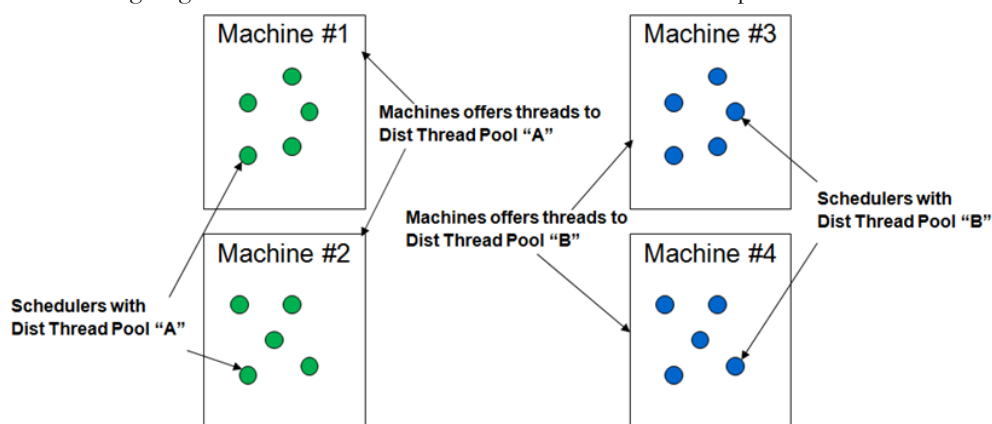 Machine #1
Machine #3
Machines offers threads to
Dist Thread Pool “A”
Schedulers with
Dist Thread Pool “B”
Machines offers threads to
Dist Thread Pool “B”
Machine #2
Machine #4
Schedulers with
Dist Thread Pool “A”